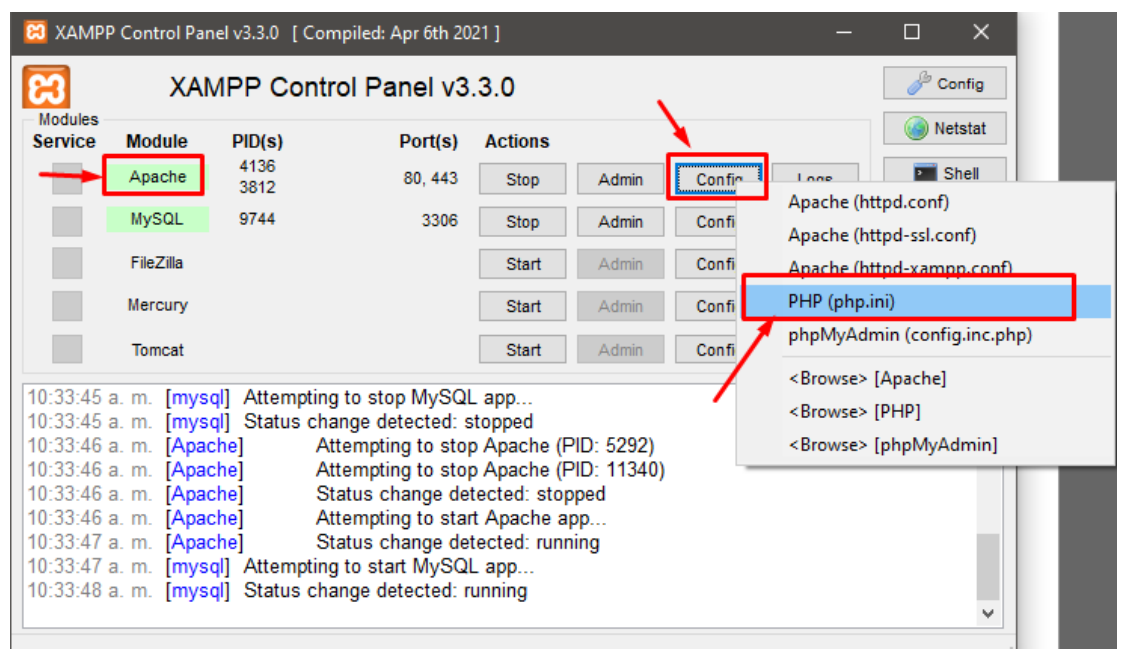 XAMPP Control Panel v3.3.0 [ Compiled: Apr 6th 2021 ]
XAMPP Control Panel v3.3.0
Config
Modules
Netstat
Service Module PID(s) Port(s) Actions
Shell
Apache 4136 3812 80, 443 Stop Admin Config Logs
MySQL 9744 3306 Stop Admin Confi
FileZilla Start Admin Confi
Mercury Start Admin Confi
Tomcat Start Admin Confi
Apache (httpd.conf)
Apache (httpd-ssl.conf)
Apache (httpd-xampp.conf)
PHP (php.ini)
phpMyAdmin (config.inc.php)
<Browse> [Apache]
<Browse> [PHP]
<Browse> [phpMyAdmin]
10:33:45 a. m. [mysql] Attempting to stop MySQL app...
10:33:45 a. m. [mysql] Status change detected: stopped
10:33:46 a. m. [Apache] Attempting to stop Apache (PID: 5292)
10:33:46 a. m. [Apache] Attempting to stop Apache (PID: 11340)
10:33:46 a. m. [Apache] Status change detected: stopped
10:33:46 a. m. [Apache] Attempting to start Apache app...
10:33:47 a. m. [Apache] Status change detected: running
10:33:47 a. m. [mysql] Attempting to start MySQL app...
10:33:48 a. m. [mysql] Status change detected: running